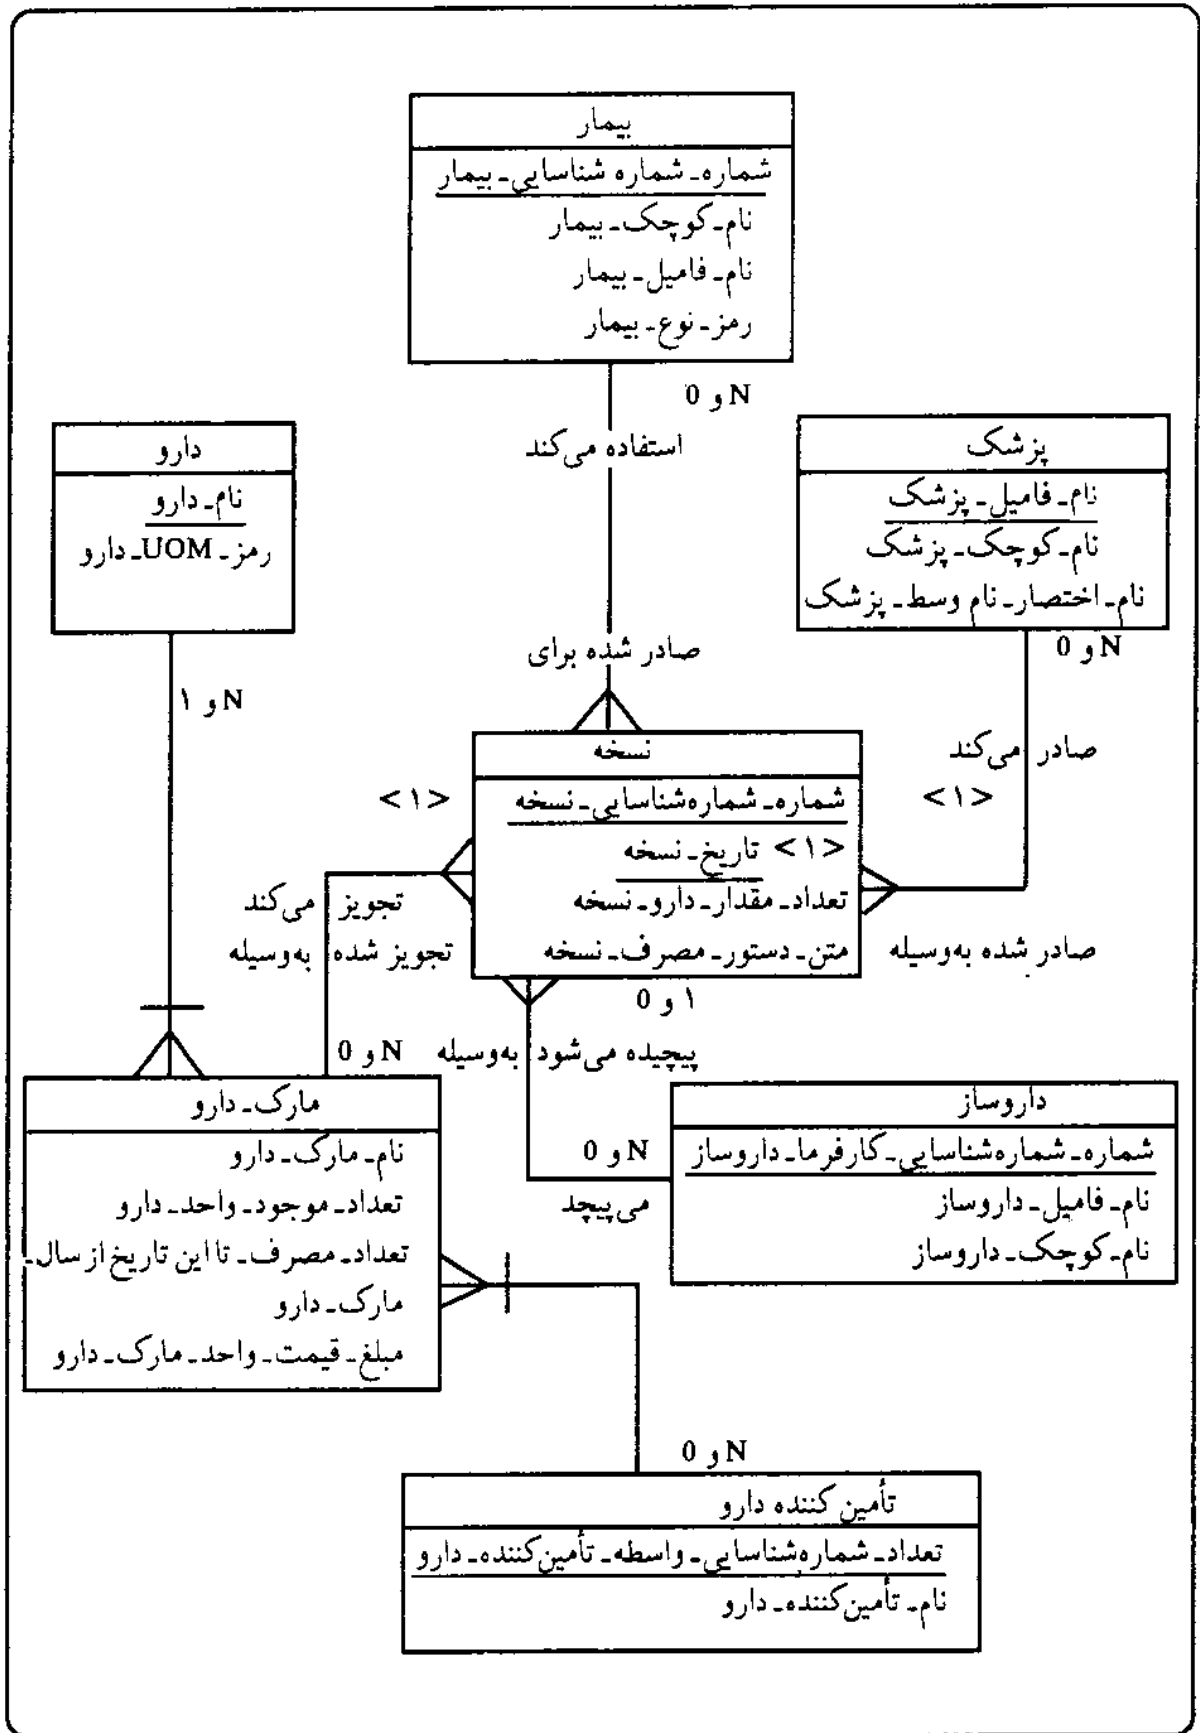 بیمار
شماره_ شماره شناسایی_ بیمار
نام_ کوچک_ بیمار
نام_ فامیل_ بیمار
رمز_ نوع_ بیمار
N و 0
استفاده می‌کند
دارو
نام_ دارو
رمز_ UOM_ دارو
N و ۱
پزشک
نام_ فامیل_ پزشک
نام_ کوچک_ پزشک
نام_ اختصار_ نام وسط_ پزشک
N و 0
صادر شده برای
صادر می‌کند
<۱>
نسخه
شماره_ شماره‌شناسایی_ نسخه
<۱> تاریخ_ نسخه
تعداد_ مقدار_ دارو_ نسخه
متن_ دستور_ مصرف_ نسخه
<۱>
تجویز می‌کند
تجویز شده به‌وسیله
صادر شده به‌وسیله
۱ و 0
N و 0
پیچیده می‌شود به‌وسیله
مارک_ دارو
نام_ مارک_ دارو
تعداد_ موجود_ واحد_ دارو
تعداد_ مصرف_ تا این تاریخ از سال_
مارک_ دارو
مبلغ_ قیمت_ واحد_ مارک_ دارو
داروساز
شماره_ شماره‌شناسایی_ کارفرما_ داروساز
نام_ فامیل_ داروساز
نام_ کوچک_ داروساز
N و 0
می‌پیچد
N و 0
تأمین کننده دارو
تعداد_ شماره‌شناسایی_ واسطه_ تأمین‌کننده_ دارو
نام_ تأمین‌کننده_ دارو